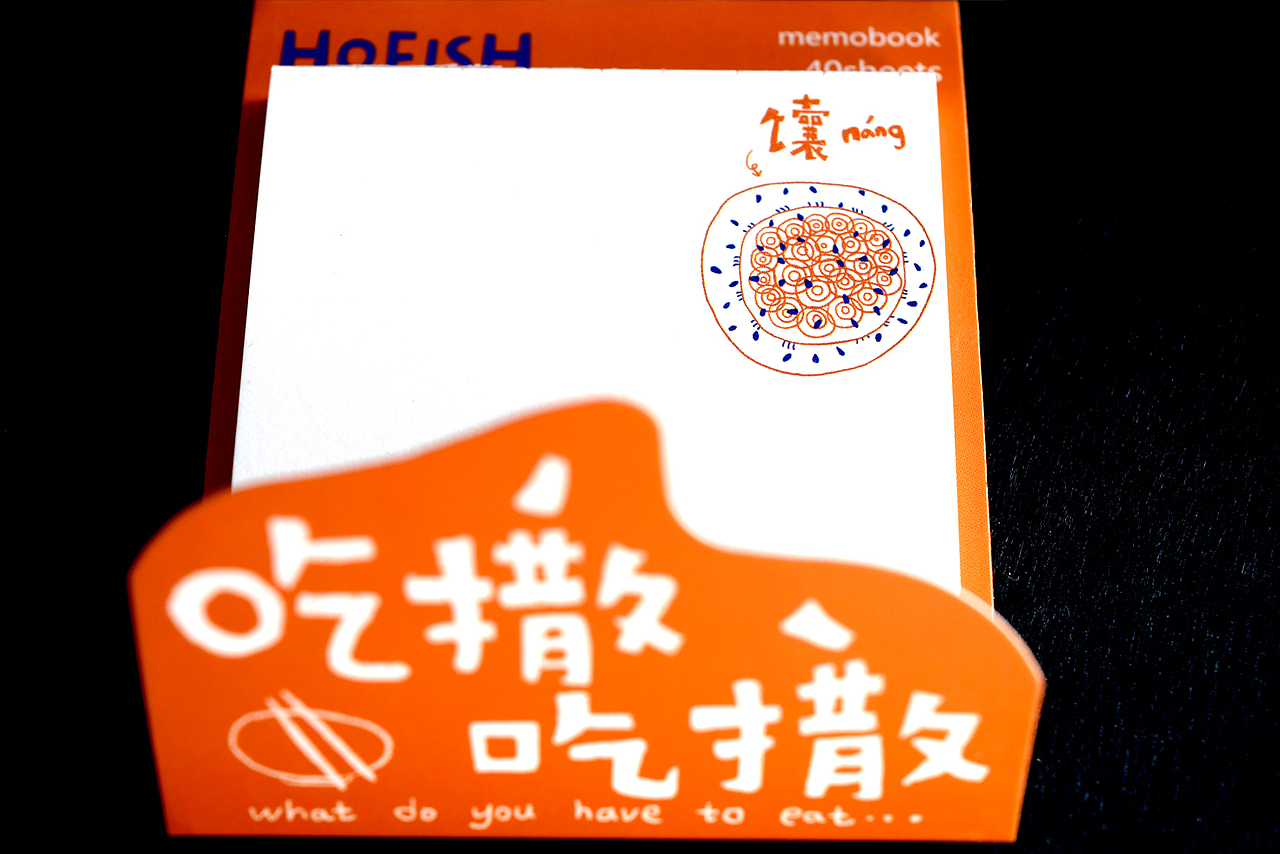 HOFISH
memobook
40sheets
馕 náng
吃撒
吃撒
what do you have to eat...